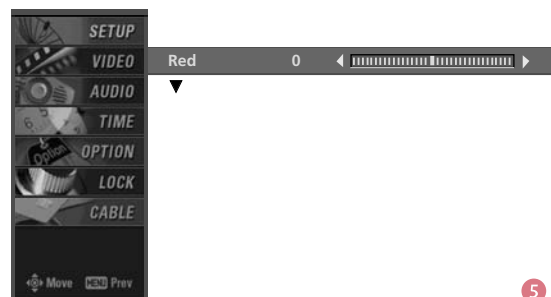 SETUP
VIDEO
Red 0
AUDIO
TIME
OPTION
LOCK
CABLE
Move MENU Prev
5